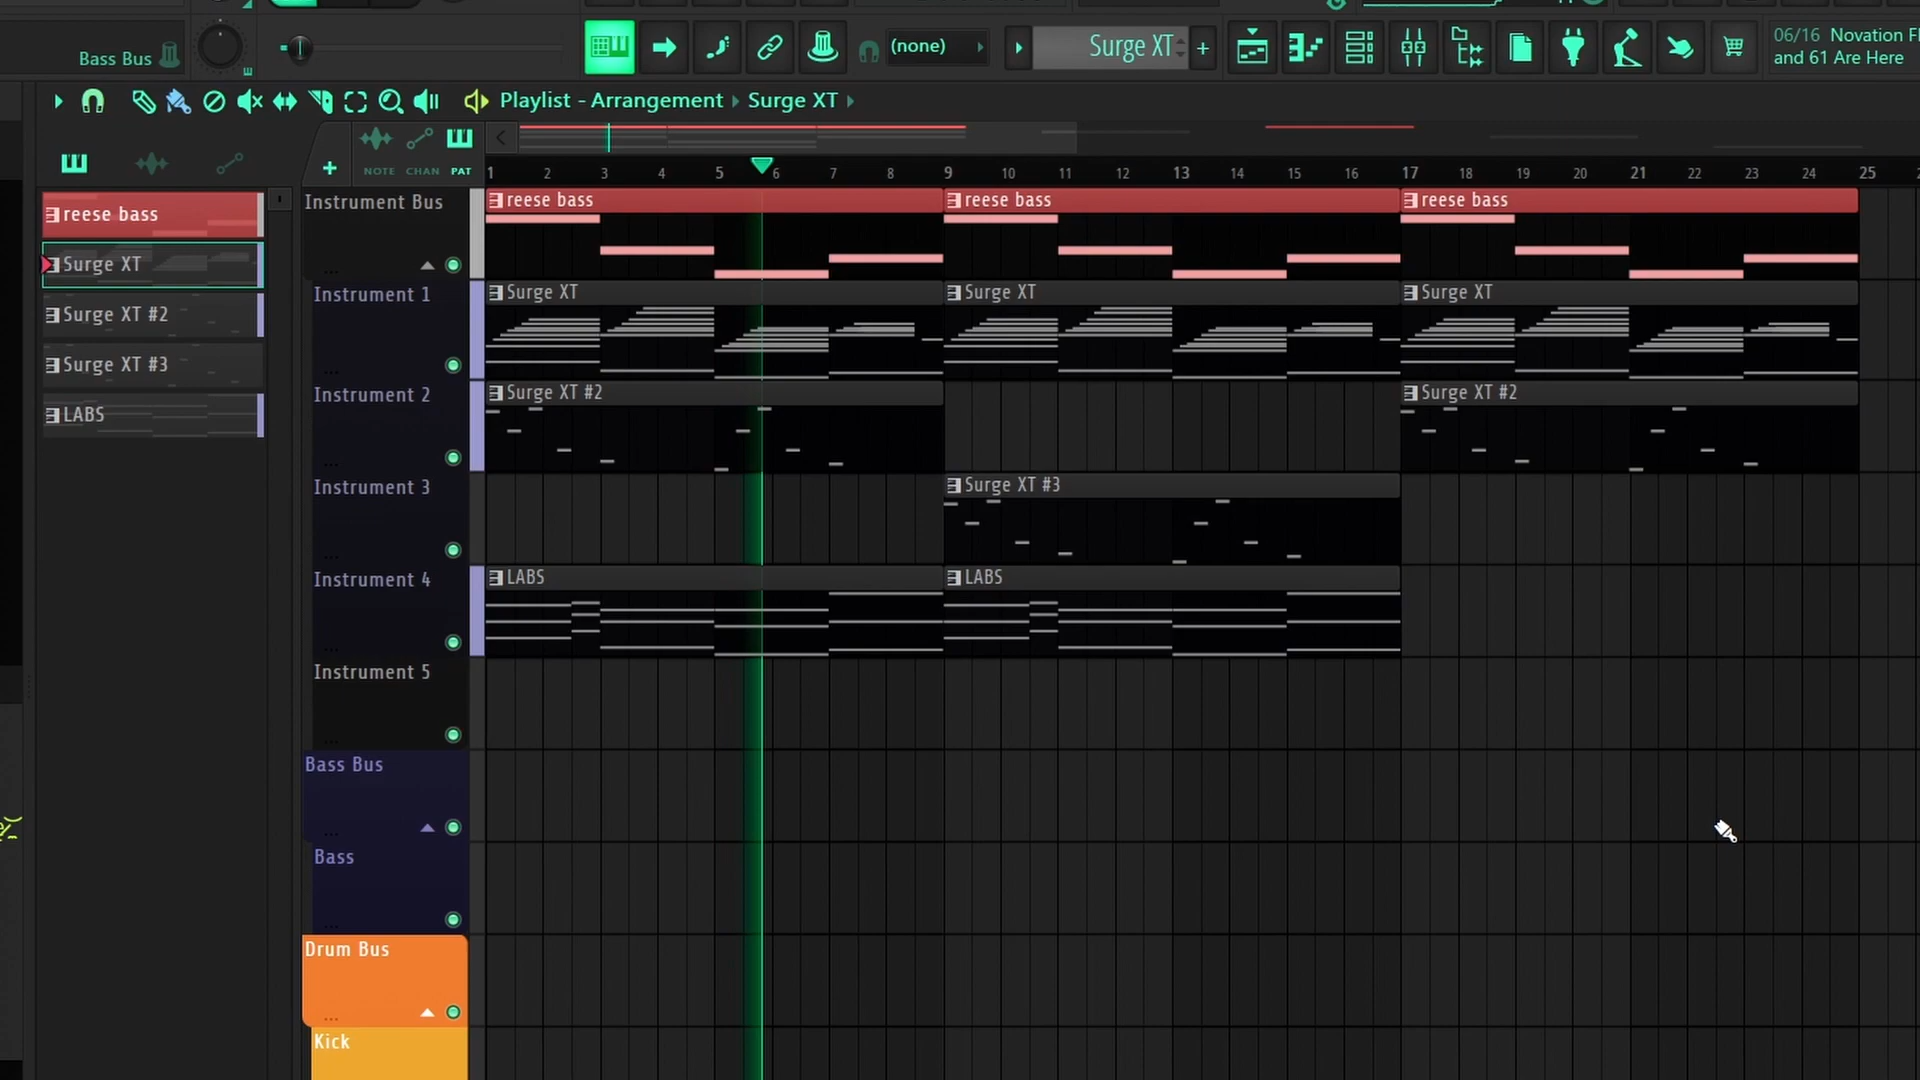 Bass Bus
(none)
Surge XT
06/16 Novation
and 61 Are Here
Playlist - Arrangement
Surge XT
NOTE
CHAN
PAT
1 2 3 4 5 6 7 8 9 10 11 12 13 14 15 16 17 18 19 20 21 22 23 24 25
reese bass
Surge XT
Surge XT #2
Surge XT #3
LABS
Instrument Bus
reese bass
reese bass
reese bass
Instrument 1
Surge XT
Surge XT
Surge XT
Instrument 2
Surge XT #2
Surge XT #2
Instrument 3
Surge XT #3
Instrument 4
LABS
LABS
Instrument 5
Bass Bus
Bass
Drum Bus
Kick